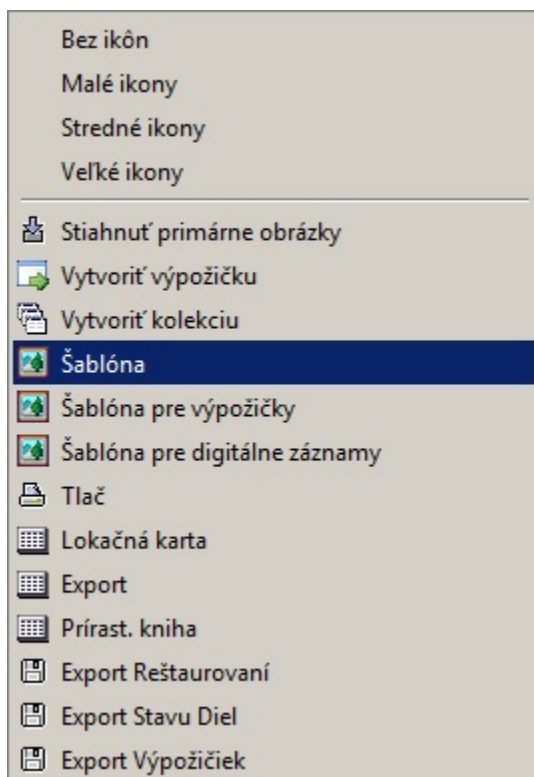 Bez ikôn
Malé ikony
Stredné ikony
Veľké ikony
Stiahnuť primárne obrázky
Vytvoriť výpožičku
Vytvoriť kolekciu
Šablóna
Šablóna pre výpožičky
Šablóna pre digitálne záznamy
Tlač
Lokačná karta
Export
Prírast. kniha
Export Reštaurovaní
Export Stavu Diel
Export Výpožičiek